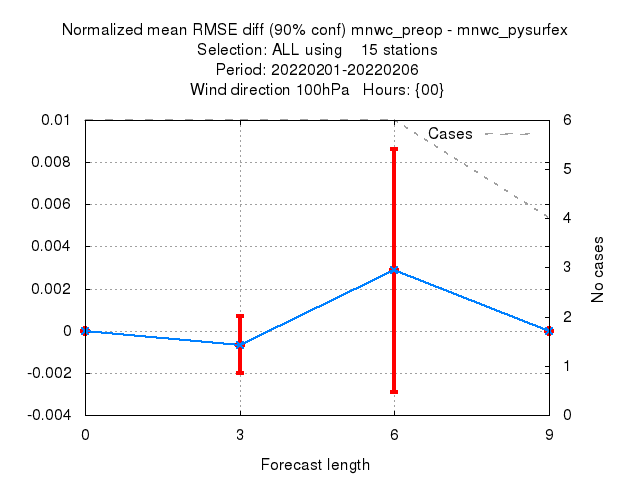 Normalized mean RMSE diff (90% conf) mnwc_preop - mnwc_pysurfex
Selection: ALL using    15 stations
Period: 20220201-20220206
Wind direction 100hPa   Hours: {00}
Cases
0.01
0.008
0.006
0.004
0.002
0
-0.002
-0.004
6
5
4
3
2
1
0
No cases
0 3 6 9
Forecast length